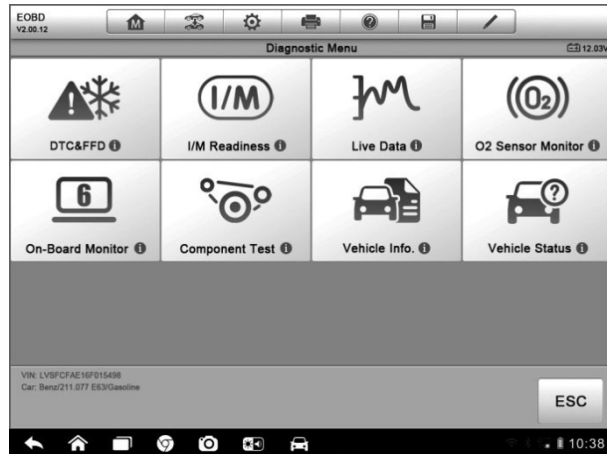 EOBD
V2.00.12
M
Diagnostic Menu
12.03V
DTC&FFD
I/M Readiness
Live Data
O2 Sensor Monitor
I/M
O2
On-Board Monitor
Component Test
Vehicle Info.
Vehicle Status
6
VIN: LVSFCFAE16F015498
Car: Benz/211.077 E63/Gasoline
ESC
10:38